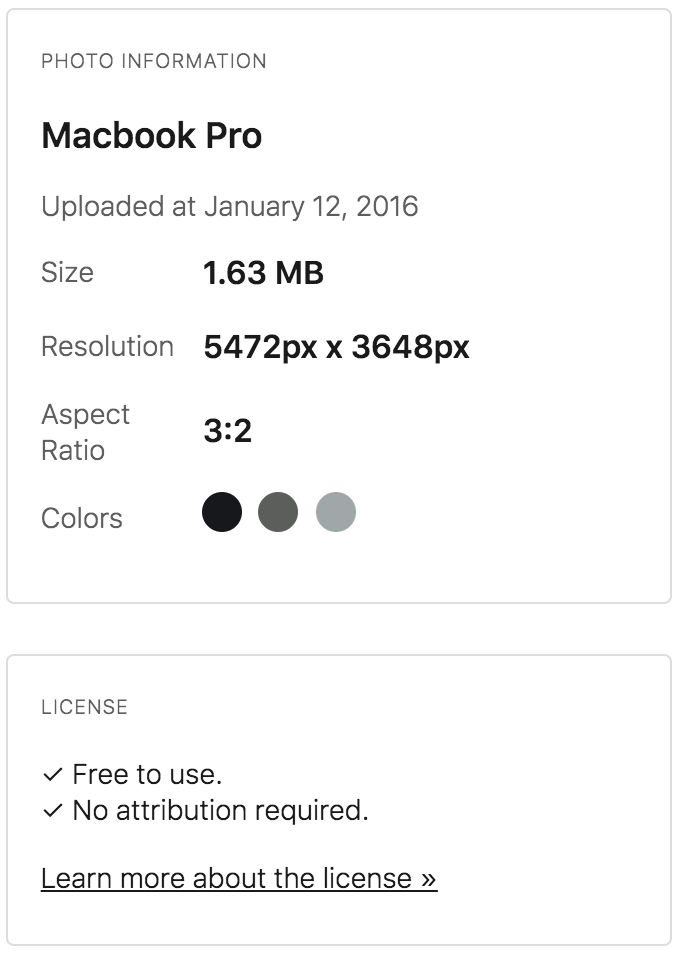 PHOTO INFORMATION
Macbook Pro
Uploaded at January 12, 2016
Size 1.63 MB
Resolution 5472px x 3648px
Aspect
Ratio 3:2
Colors
LICENSE
✓ Free to use.
✓ No attribution required.
Learn more about the license »